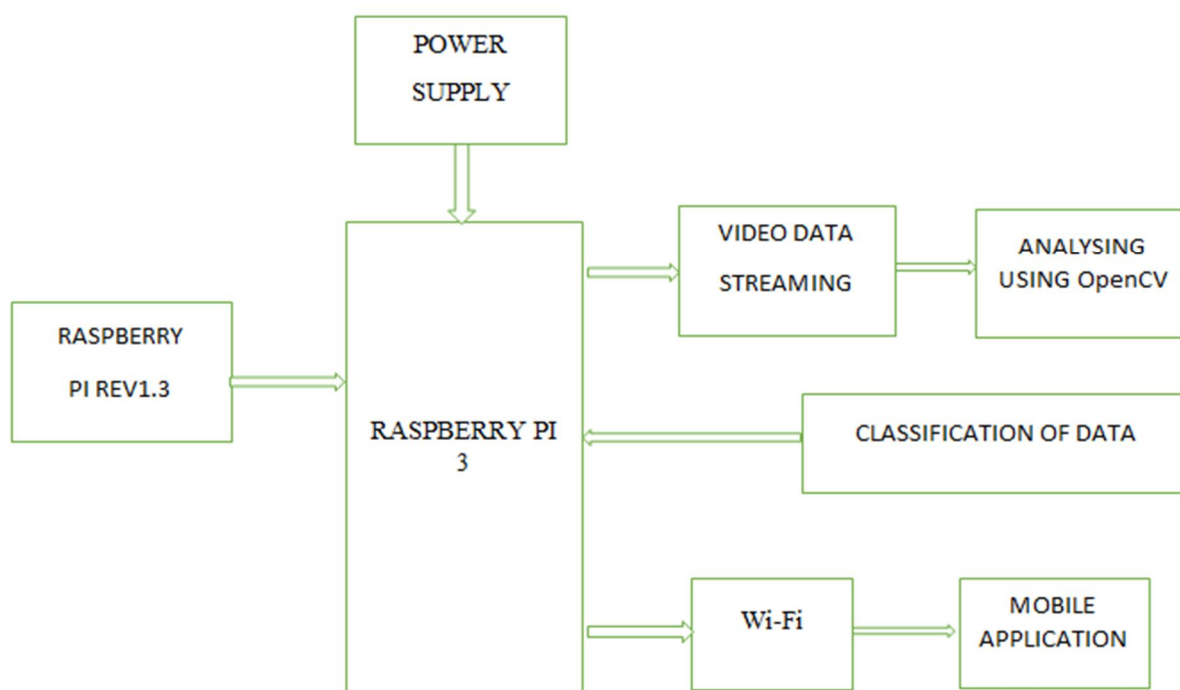 POWER
SUPPLY
VIDEO DATA
STREAMING
ANALYSING
USING OpenCV
RASPBERRY
PI REV1.3
RASPBERRY PI
3
CLASSIFICATION OF DATA
Wi-Fi
MOBILE
APPLICATION